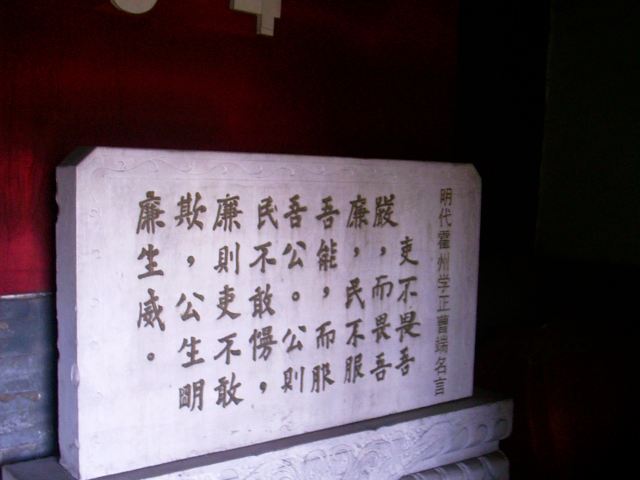 明代霍州学正曹端名言
吏不畏吾
嚴，而畏吾
廉，民不服
吾能，而服
吾公。公則
民不敢慢，
廉則吏不敢
欺，公生明
廉生威。